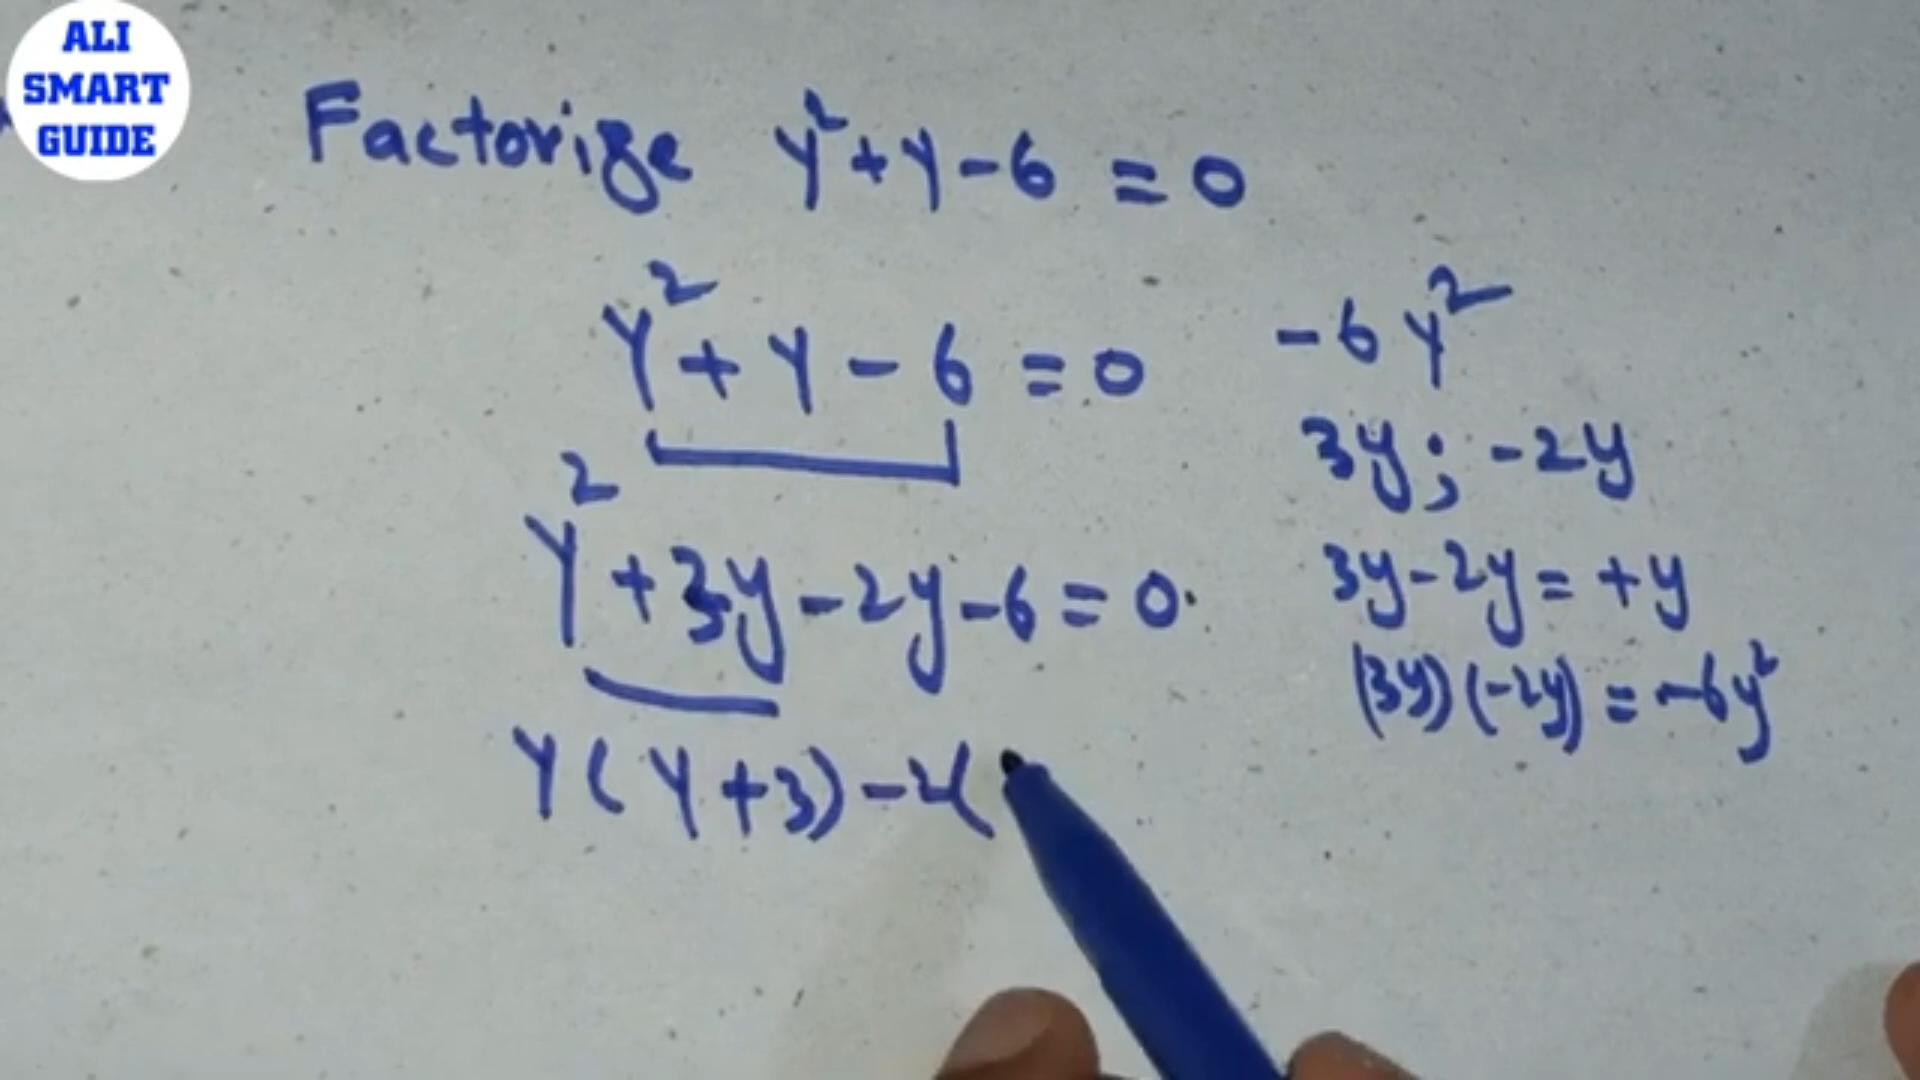 ALI
SMART
GUIDE
Factorize y² + y - 6 = 0
y² + y - 6 = 0
y² + 3y - 2y - 6 = 0
y(y+3) - 2(
-6y²
3y ; -2y
3y - 2y = +y
(3y)(-2y) = -6y²